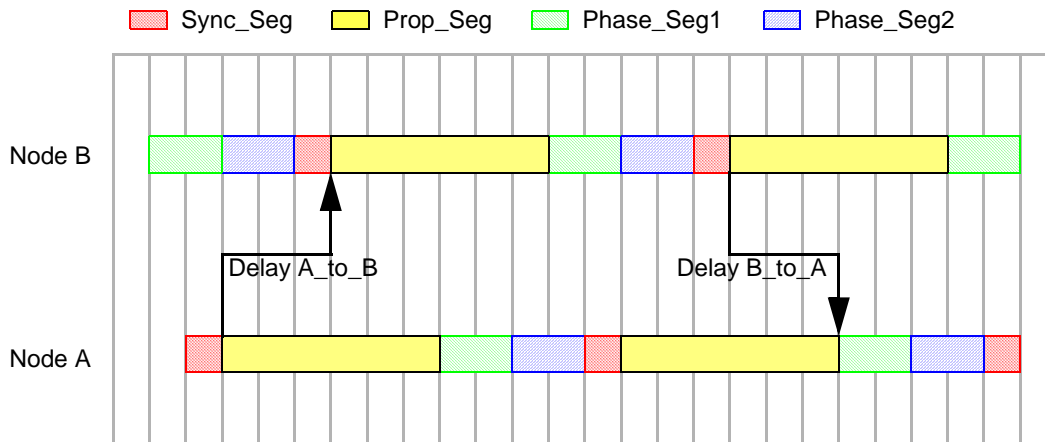 Sync_Seg Prop_Seg Phase_Seg1 Phase_Seg2
Node B
Delay A_to_B Delay B_to_A
Node A